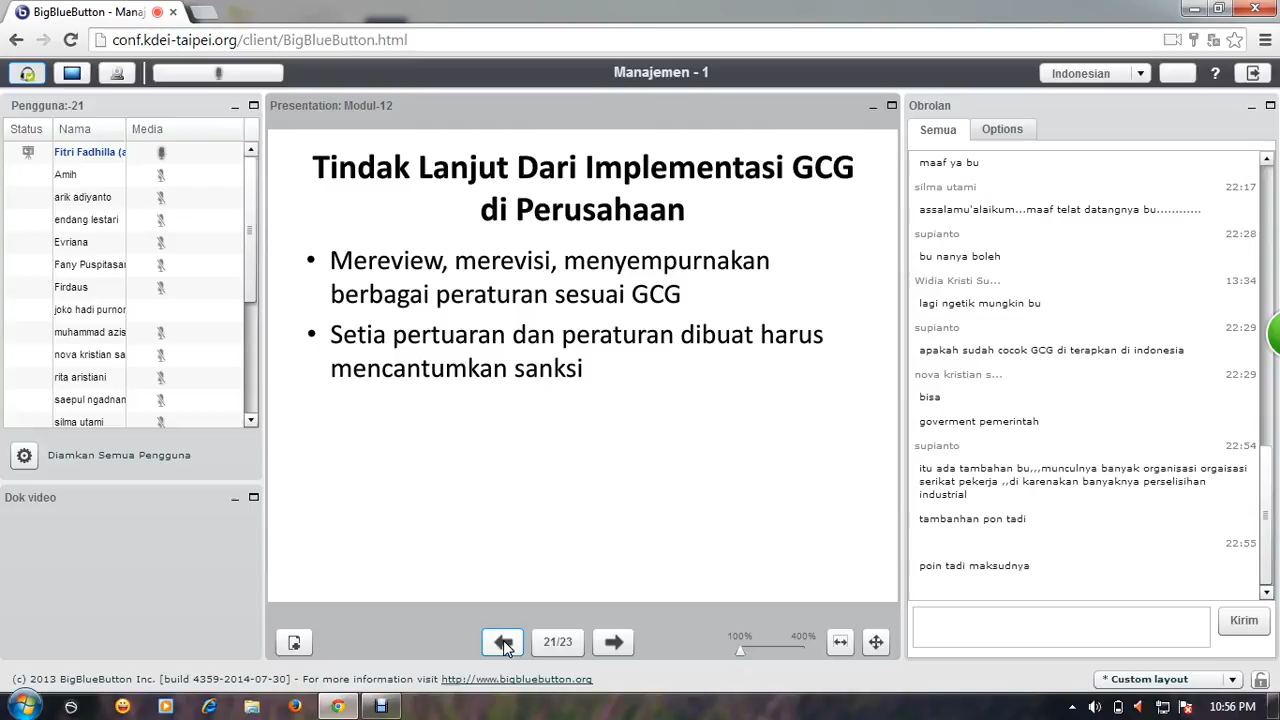 BigBlueButton - Manaj
conf.kdei-taipei.org/client/BigBlueButton.html
Manajemen - 1
Indonesian
?
Pengguna:-21
Status Nama Media
Fitri Fadhilla (a
Amih
arik adiyanto
endang lestari
Evriana
Fany Puspitasa
Firdaus
joko hadi purnor
muhammad azis
nova kristian sa
rita aristiani
saepul ngadnan
silma utami
Diamkan Semua Pengguna
Dok video
Presentation: Modul-12
Tindak Lanjut Dari Implementasi GCG
di Perusahaan
• Mereview, merevisi, menyempurnakan
berbagai peraturan sesuai GCG
• Setia pertuaran dan peraturan dibuat harus
mencantumkan sanksi
21/23
100% 400%
Obrolan
Semua Options
maaf ya bu
silma utami 22:17
assalamu'alaikum...maaf telat datangnya bu............
supianto 22:28
bu nanya boleh
Widia Kristi Su... 13:34
lagi ngetik mungkin bu
supianto 22:29
apakah sudah cocok GCG di terapkan di indonesia
nova kristian s... 22:29
bisa
goverment pemerintah
supianto 22:54
itu ada tambahan bu,,,munculnya banyak organisasi orgaisasi
serikat pekerja ,,di karenakan banyaknya perselisihan
industrial
tambanhan pon tadi
22:55
poin tadi maksudnya
Kirim
(c) 2013 BigBlueButton Inc. [build 4359-2014-07-30] - For more information visit http://www.bigbluebutton.org
* Custom layout
10:56 PM